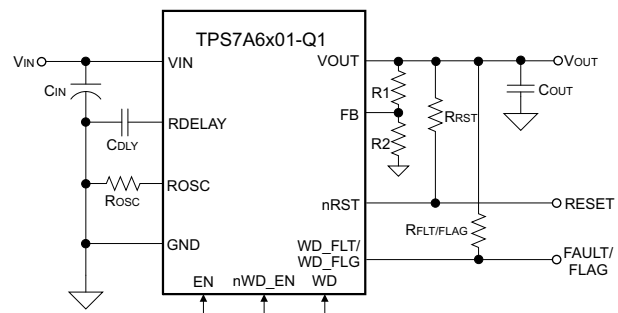 TPS7A6x01-Q1
VIN
VIN
VOUT
VOUT
CIN
R1
COUT
CDLY
RDELAY
FB
RRST
R2
ROSC
ROSC
nRST
RESET
RFLT/FLAG
GND
WD_FLT/
WD_FLG
FAULT/
FLAG
EN
nWD_EN
WD